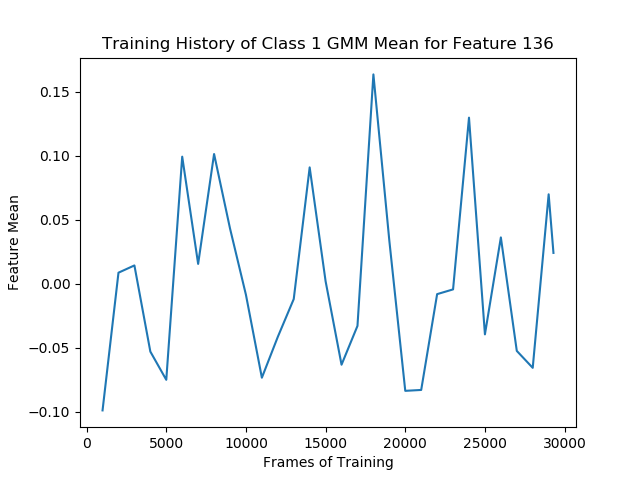 Training History of Class 1 GMM Mean for Feature 136
0.15
0.10
0.05
0.00
−0.05
−0.10
Feature Mean
0 5000 10000 15000 20000 25000 30000
Frames of Training